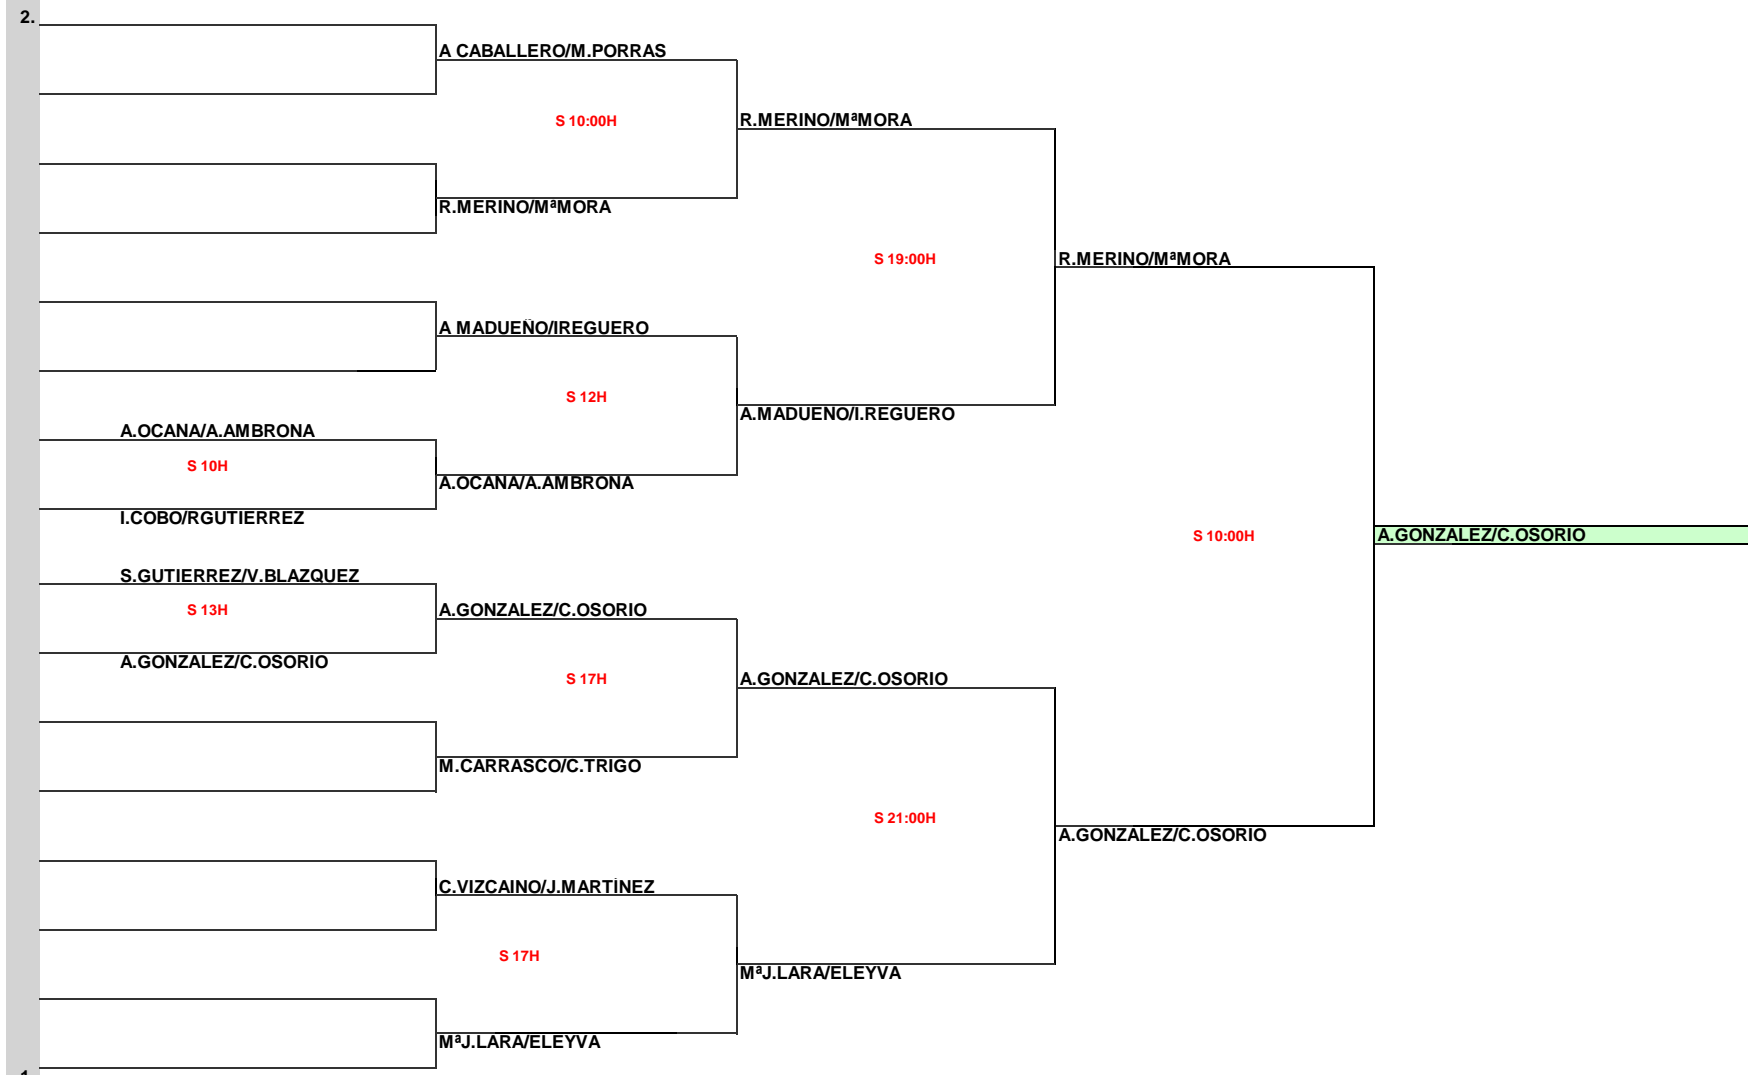 2.
A CABALLERO/M.PORRAS
S 10:00H
R.MERINO/MªMORA
R.MERINO/MªMORA
S 19:00H
R.MERINO/MªMORA
A MADUEÑO/IREGUERO
S 12H
A.MADUENO/I.REGUERO
A.OCANA/A.AMBRONA
S 10H
A.OCANA/A.AMBRONA
I.COBO/RGUTIERREZ
S 10:00H
A.GONZALEZ/C.OSORIO
S.GUTIERREZ/V.BLAZQUEZ
S 13H
A.GONZALEZ/C.OSORIO
A.GONZALEZ/C.OSORIO
S 17H
A.GONZALEZ/C.OSORIO
M.CARRASCO/C.TRIGO
S 21:00H
A.GONZALEZ/C.OSORIO
C.VIZCAINO/J.MARTÍNEZ
S 17H
MªJ.LARA/ELEYVA
MªJ.LARA/ELEYVA